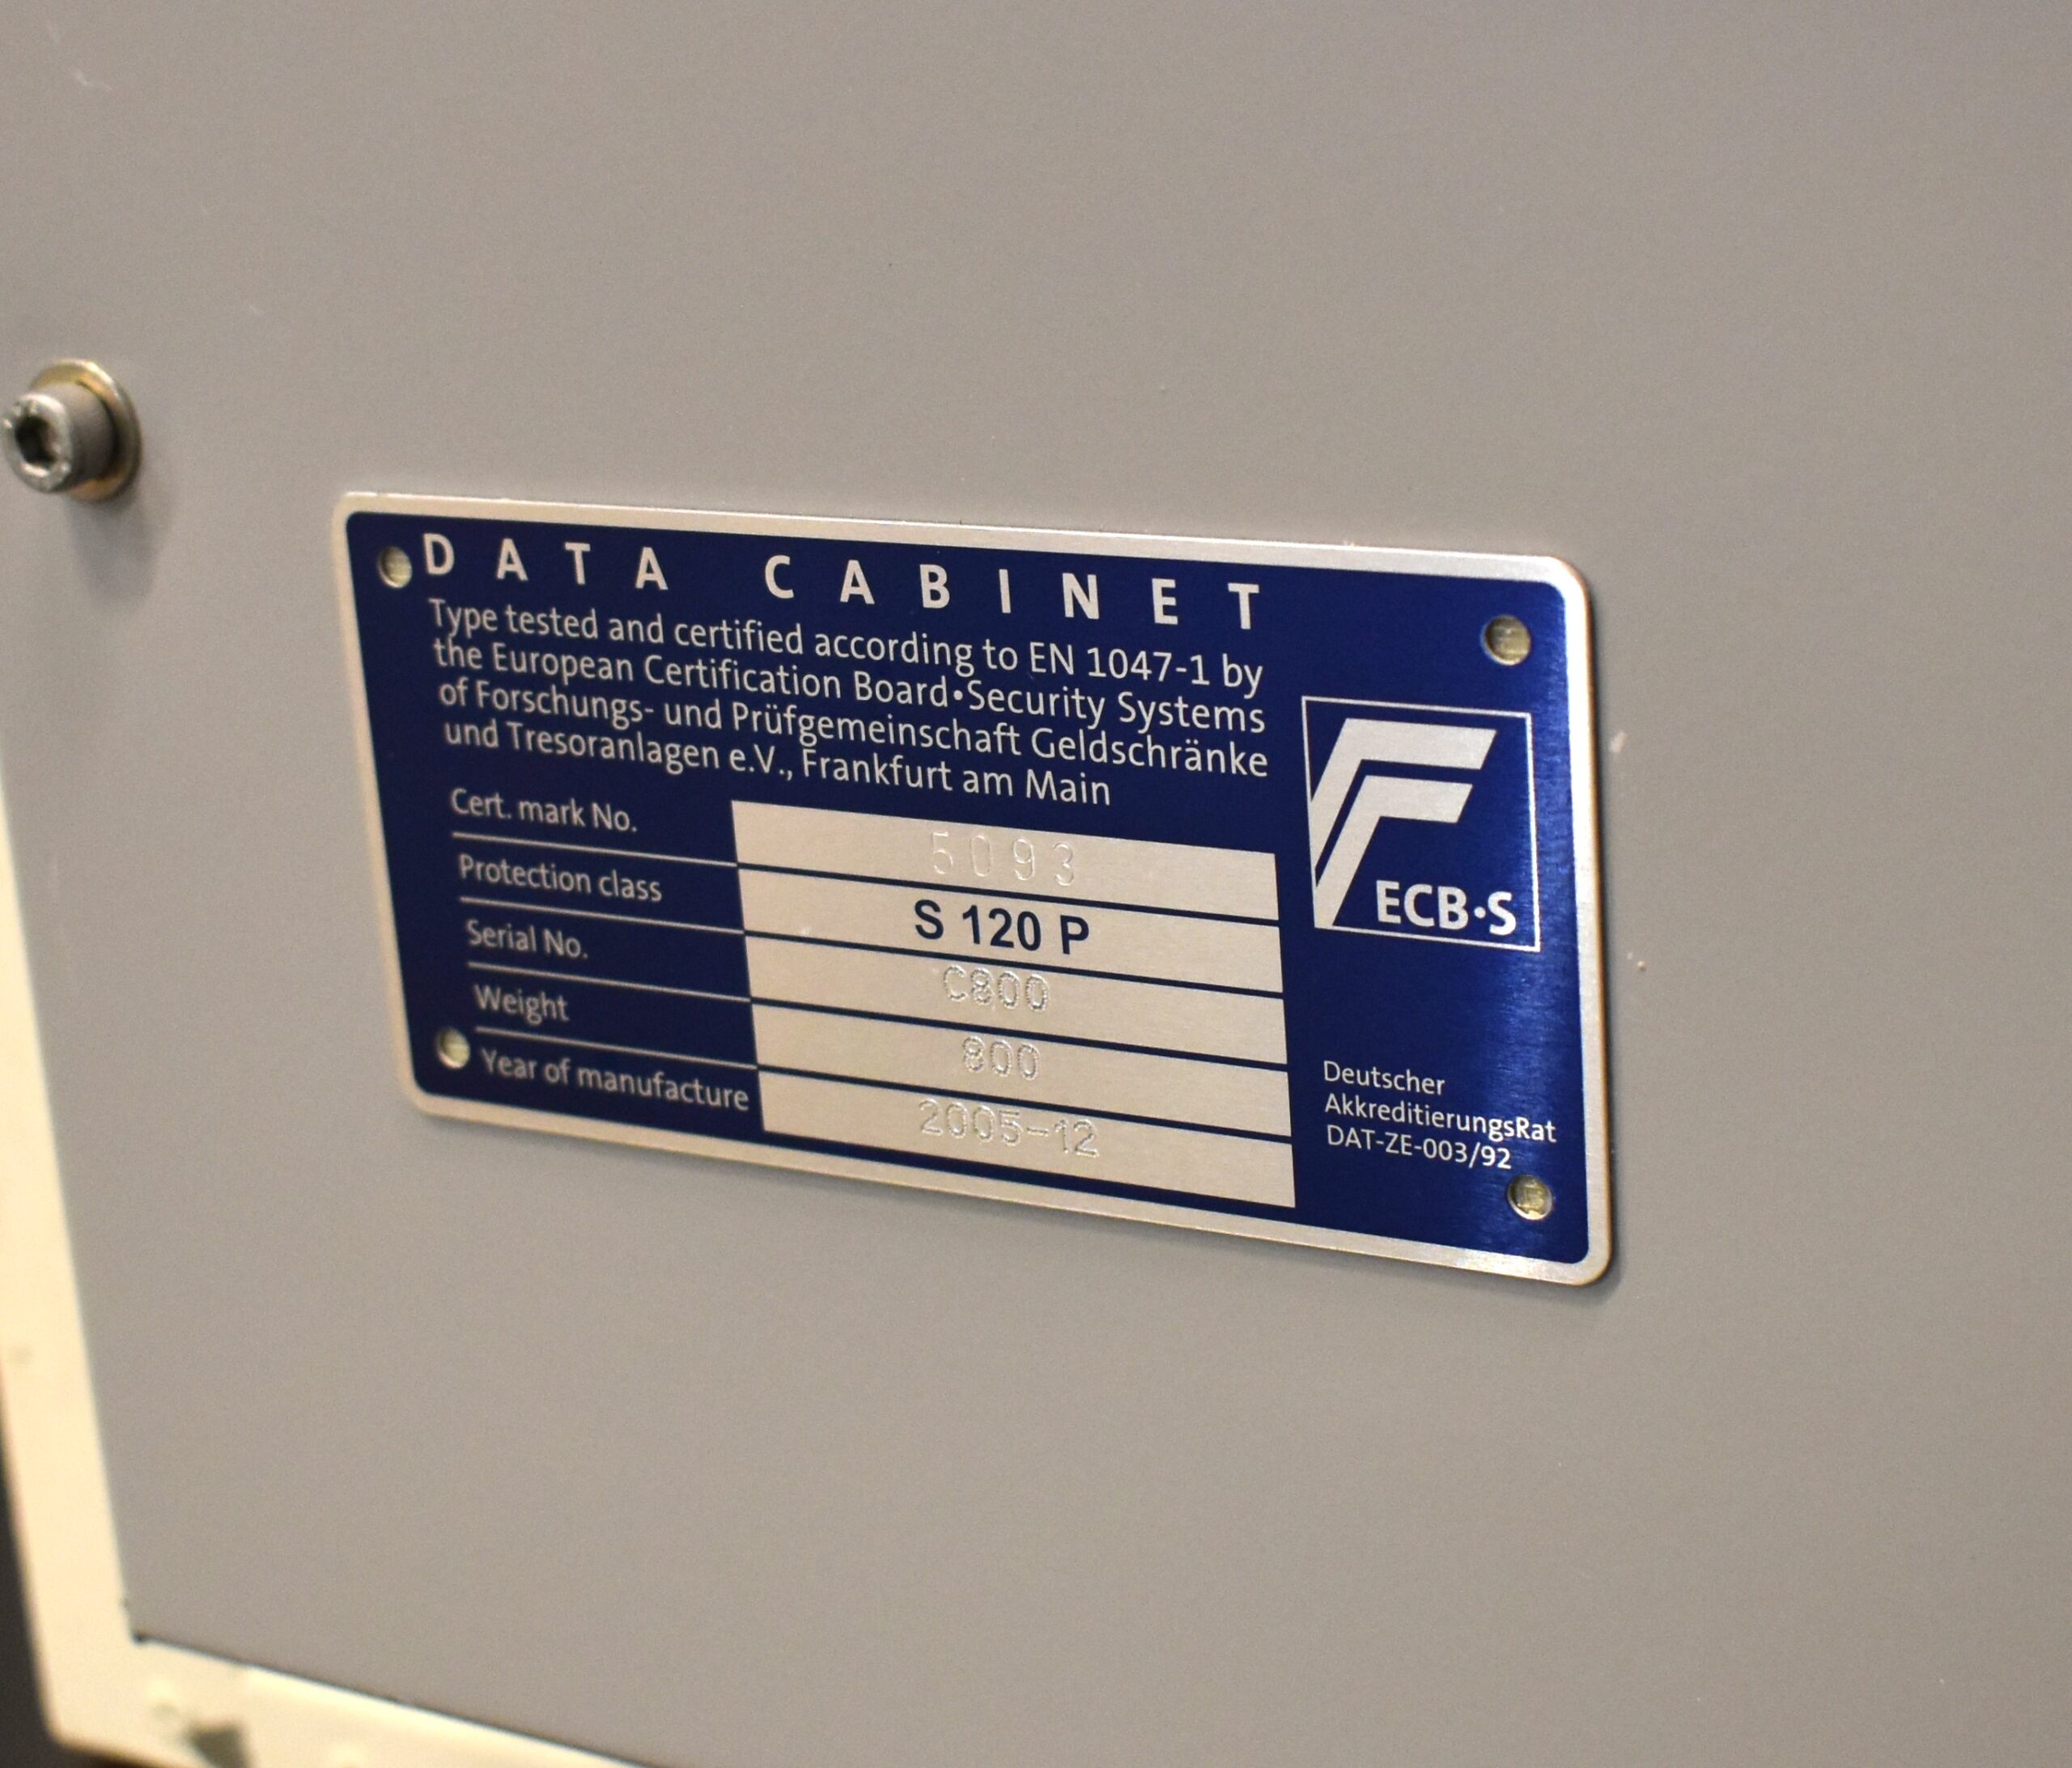 DATA CABINET
Type tested and certified according to EN 1047-1 by
the European Certification Board•Security Systems
of Forschungs- und Prüfgemeinschaft Geldschränke
und Tresoranlagen e.V., Frankfurt am Main
Cert. mark No. 5093
Protection class S 120 P
Serial No. C800
Weight 800
Year of manufacture 2005-12
ECB•S
Deutscher
AkkreditierungsRat
DAT-ZE-003/92